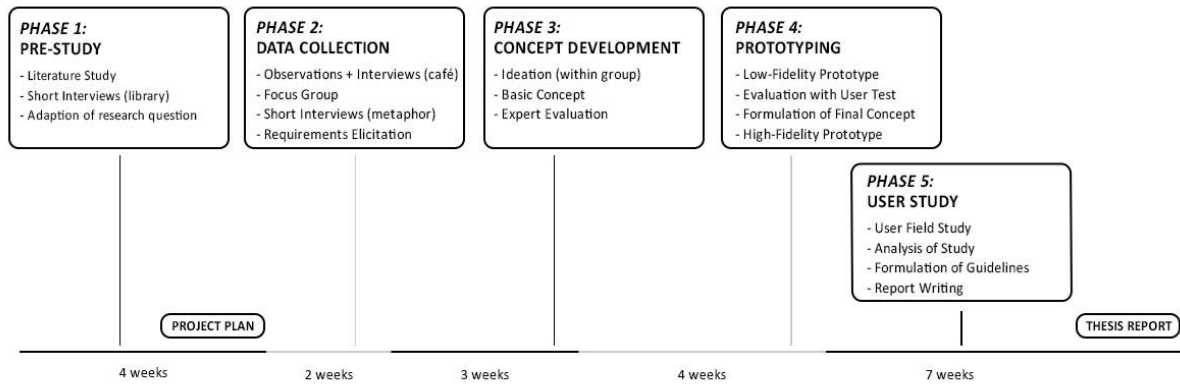 PHASE 1:
PRE-STUDY
- Literature Study
- Short Interviews (library)
- Adaption of research question
PHASE 2:
DATA COLLECTION
- Observations + Interviews (café)
- Focus Group
- Short Interviews (metaphor)
- Requirements Elicitation
PHASE 3:
CONCEPT DEVELOPMENT
- Ideation (within group)
- Basic Concept
- Expert Evaluation
PHASE 4:
PROTOTYPING
- Low-Fidelity Prototype
- Evaluation with User Test
- Formulation of Final Concept
- High-Fidelity Prototype
PHASE 5:
USER STUDY
- User Field Study
- Analysis of Study
- Formulation of Guidelines
- Report Writing
PROJECT PLAN
THESIS REPORT
4 weeks
2 weeks
3 weeks
4 weeks
7 weeks